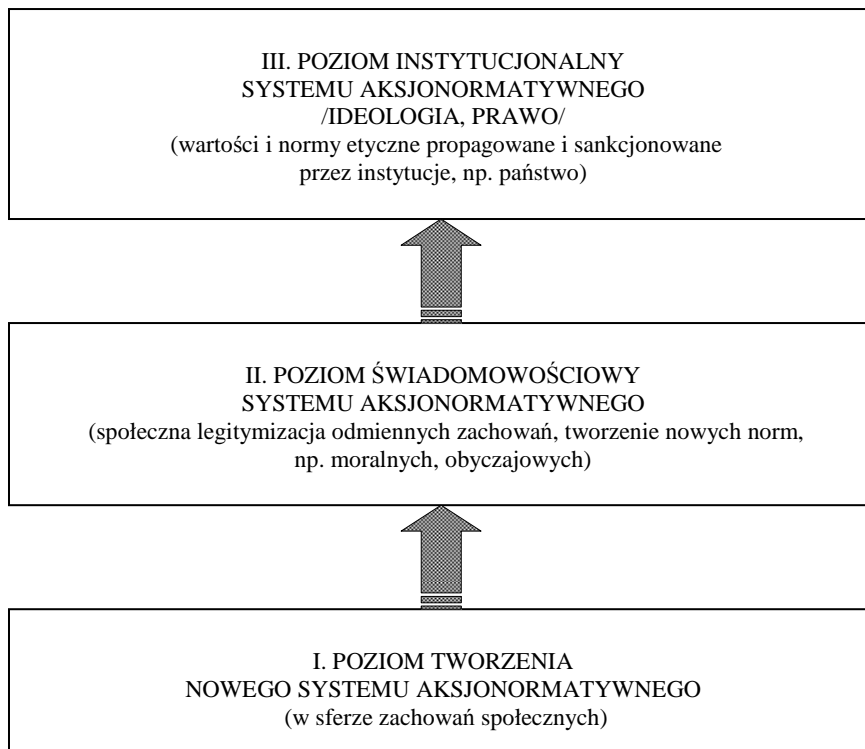 III. POZIOM INSTYTUCJONALNY
SYSTEMU AKSJONORMATYWNEGO
/IDEOLOGIA, PRAWO/
(wartości i normy etyczne propagowane i sankcjonowane
przez instytucje, np. państwo)
II. POZIOM ŚWIADOMOWOŚCIOWY
SYSTEMU AKSJONORMATYWNEGO
(społeczna legitymizacja odmiennych zachowań, tworzenie nowych norm,
np. moralnych, obyczajowych)
I. POZIOM TWORZENIA
NOWEGO SYSTEMU AKSJONORMATYWNEGO
(w sferze zachowań społecznych)